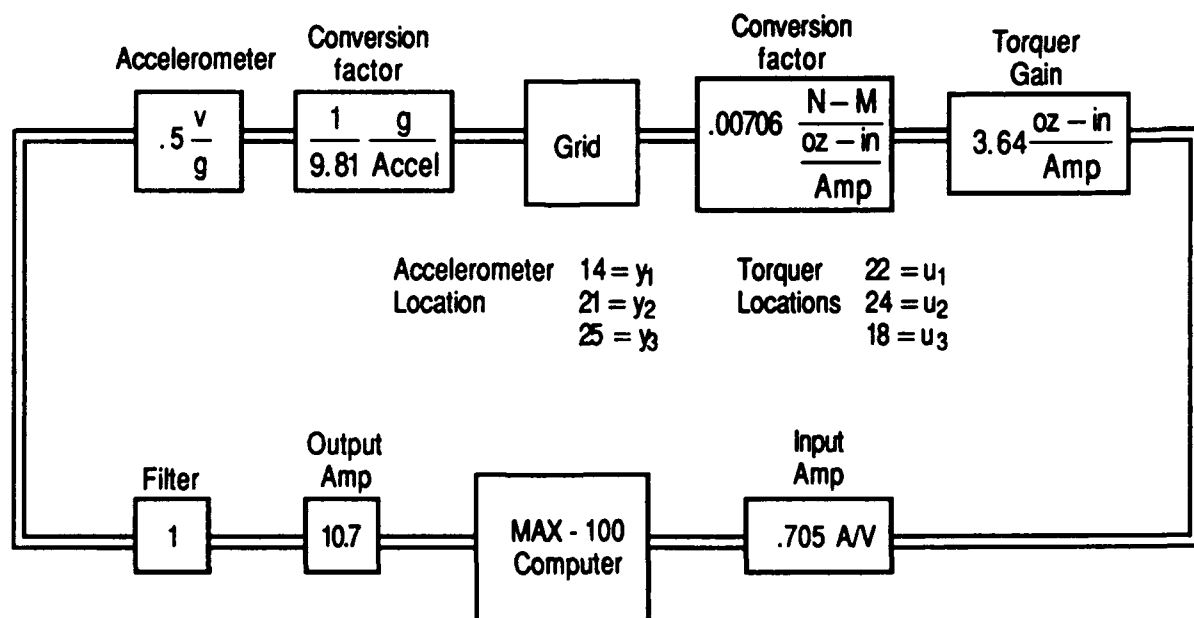 Accelerometer
Conversion
factor
Conversion
factor
Torquer
Gain
.5 v/g
1/9.81 g/Accel
Grid
.00706 N-M
oz-in
Amp
3.64 oz-in
Amp
Accelerometer 14 = y1
Location 21 = y2
25 = y3
Torquer 22 = u1
Locations 24 = u2
18 = u3
Filter
Output
Amp
Input
Amp
1
10.7
MAX - 100
Computer
.705 A/V